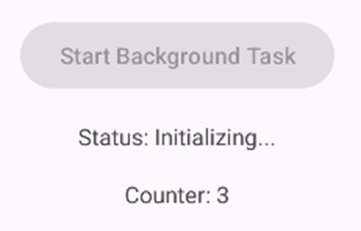 Start Background Task
Status: Initializing...
Counter: 3